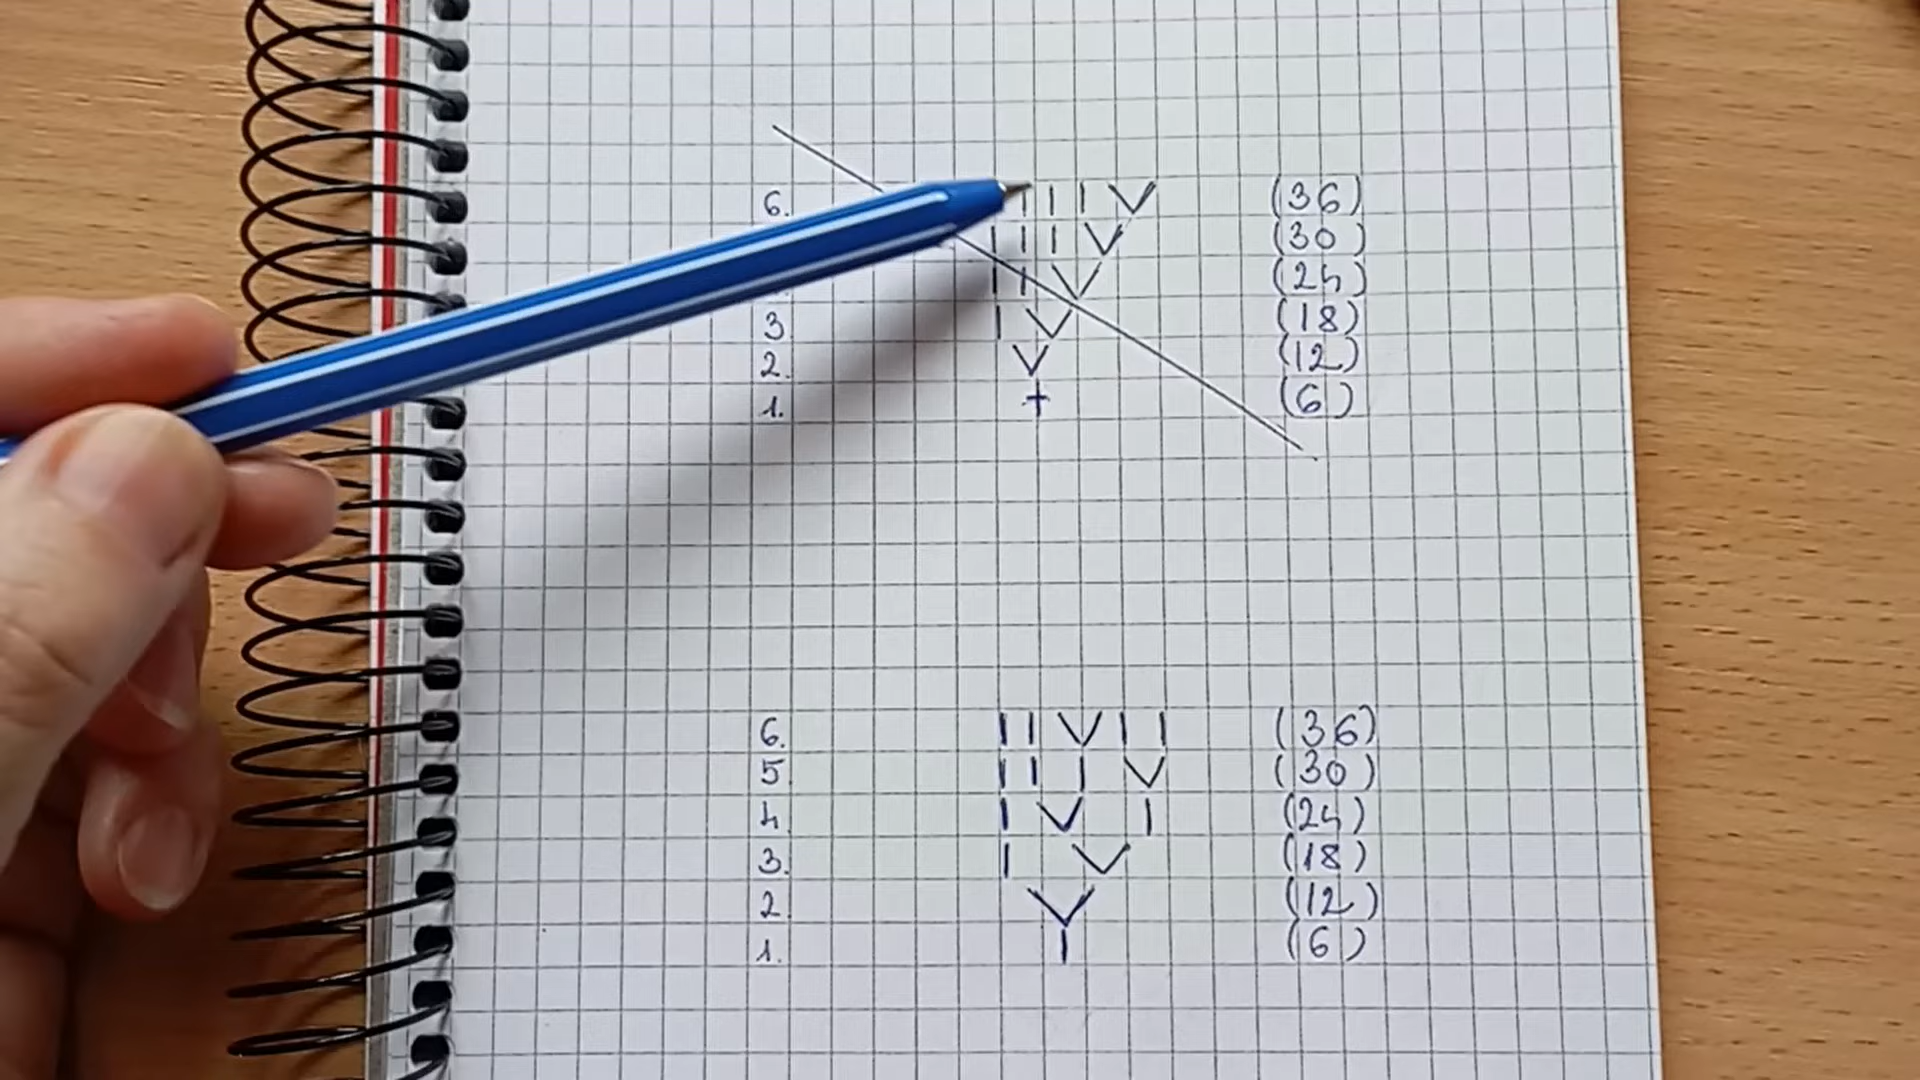 6. | | | V (36)
| | | V (30)
| | V (24)
3 | V (18)
2. V (12)
1. + (6)
6. | | V | | (36)
5. | | | V (30)
4. | V | (24)
3. | V (18)
2. V (12)
1. | (6)